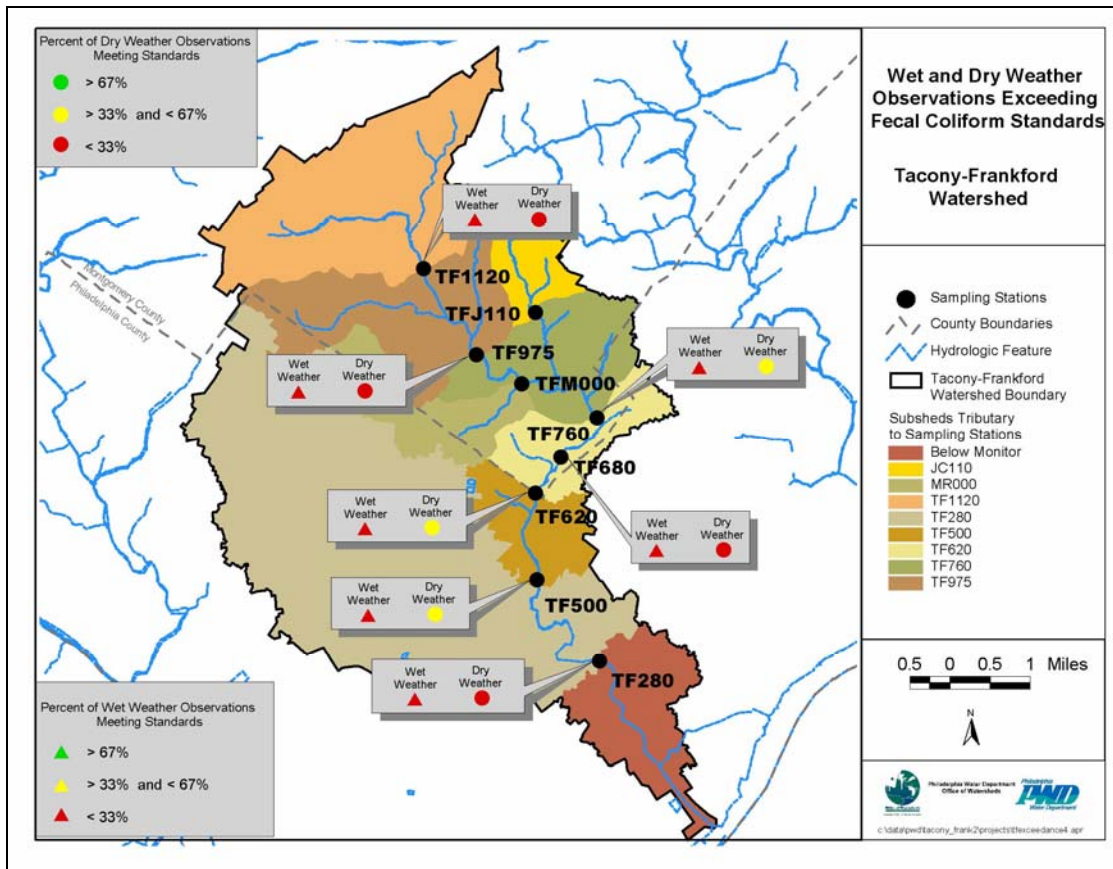 Percent of Dry Weather Observations
Meeting Standards
> 67%
> 33% and < 67%
< 33%
Wet and Dry Weather
Observations Exceeding
Fecal Coliform Standards
Tacony-Frankford
Watershed
Wet
Weather
Dry
Weather
TF1120
Montgomery County
Philadelphia County
TFJ110
TF975
Wet
Weather
Dry
Weather
Wet
Weather
Dry
Weather
TFM000
TF760
TF680
TF620
Wet
Weather
Dry
Weather
Wet
Weather
Dry
Weather
Wet
Weather
Dry
Weather
TF500
Wet
Weather
Dry
Weather
TF280
Percent of Wet Weather Observations
Meeting Standards
> 67%
> 33% and < 67%
< 33%
Sampling Stations
County Boundaries
Hydrologic Feature
Tacony-Frankford
Watershed Boundary
Subsheds Tributary
to Sampling Stations
Below Monitor
JC110
MR000
TF1120
TF280
TF500
TF620
TF760
TF975
0.5 0 0.5 1 Miles
N
Philadelphia Water Department
Office of Watersheds
Philadelphia
PWD
Water Department
c:\data\pwd\tacony_frank2\projects\tfexceedance4.apr